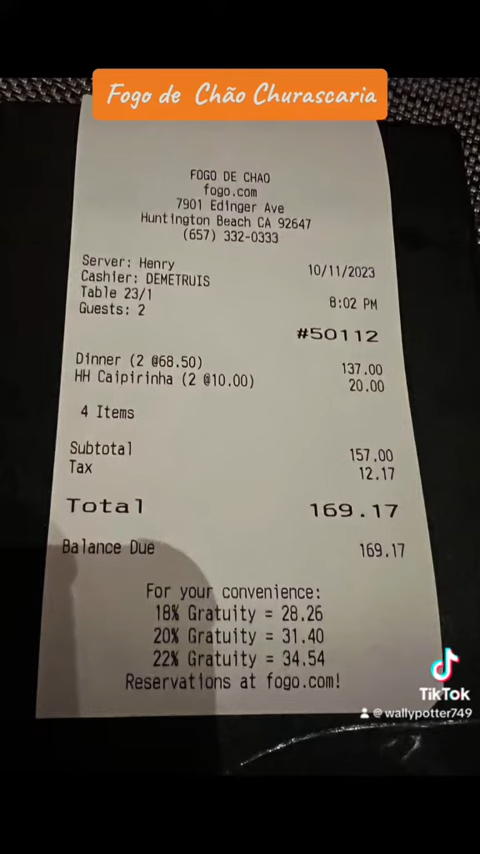 Fogo de Chão Churascaria
FOGO DE CHAO
fogo.com
7901 Edinger Ave
Huntington Beach CA 92647
(657) 332-0333
Server: Henry 10/11/2023
Cashier: DEMETRUIS
Table 23/1 8:02 PM
Guests: 2
#50112
Dinner (2 @68.50) 137.00
HH Caipirinha (2 @10.00) 20.00
4 Items
Subtotal 157.00
Tax 12.17
Total 169.17
Balance Due 169.17
For your convenience:
18% Gratuity = 28.26
20% Gratuity = 31.40
22% Gratuity = 34.54
Reservations at fogo.com!
TikTok
@wallypotter749